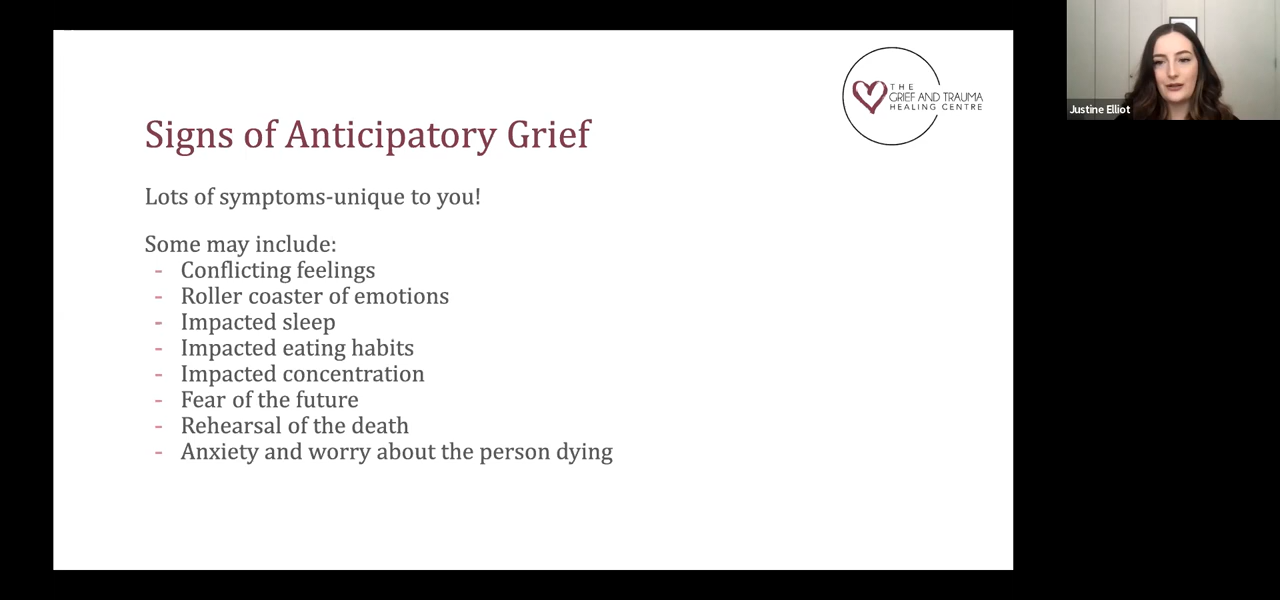 THE
GRIEF AND TRAUMA
HEALING CENTRE
Justine Elliot
Signs of Anticipatory Grief
Lots of symptoms-unique to you!
Some may include:
- Conflicting feelings
- Roller coaster of emotions
- Impacted sleep
- Impacted eating habits
- Impacted concentration
- Fear of the future
- Rehearsal of the death
- Anxiety and worry about the person dying